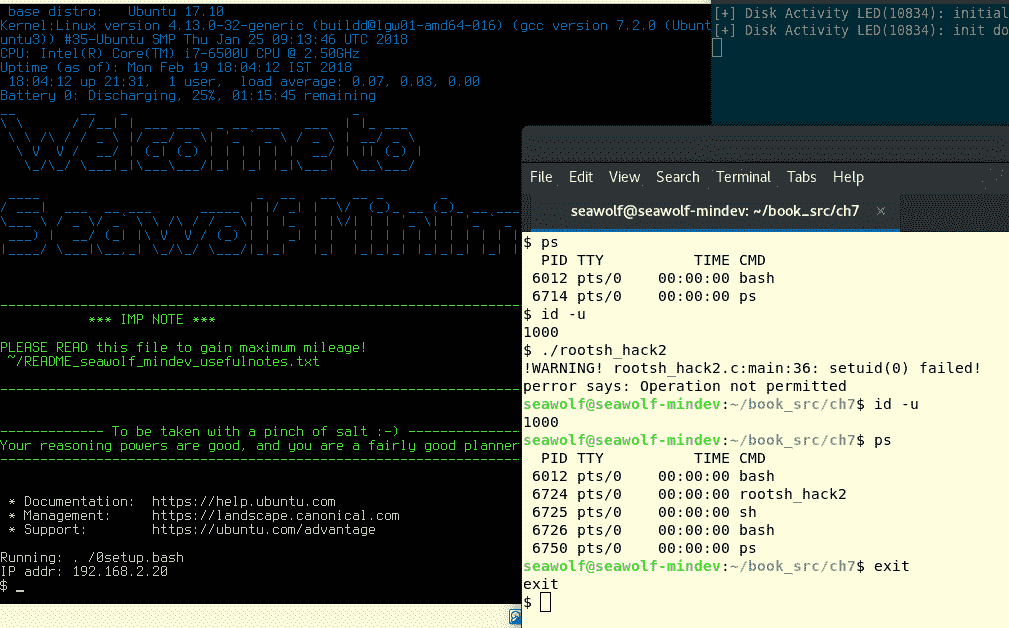 base distro:   Ubuntu 17.10
Kernel:Linux version 4.13.0-32-generic (buildd@lgw01-amd64-016) (gcc version 7.2.0 (Ubunt
untu3)) #35-Ubuntu SMP Thu Jan 25 09:13:46 UTC 2018
CPU: Intel(R) Core(TM) i7-6500U CPU @ 2.50GHz
Uptime (as of): Mon Feb 19 18:04:12 IST 2018
 18:04:12 up 21:31,  1 user,  load average: 0.07, 0.03, 0.00
Battery 0: Discharging, 25%, 01:15:45 remaining
Welcome to
Seawolf Minim
*** IMP NOTE ***
PLEASE READ this file to gain maximum mileage!
~/README_seawolf_mindev_usefulnotes.txt
------------- To be taken with a pinch of salt :-) --------------
Your reasoning powers are good, and you are a fairly good planner
* Documentation:  https://help.ubuntu.com
* Management:     https://landscape.canonical.com
* Support:        https://ubuntu.com/advantage
Running: . ./0setup.bash
IP addr: 192.168.2.20
$ _
[+] Disk Activity LED(10834): initial
[+] Disk Activity LED(10834): init do
File Edit View Search Terminal Tabs Help
seawolf@seawolf-mindev: ~/book_src/ch7 ×
$ ps
  PID TTY          TIME CMD
 6012 pts/0    00:00:00 bash
 6714 pts/0    00:00:00 ps
$ id -u
1000
$ ./rootsh_hack2
!WARNING! rootsh_hack2.c:main:36: setuid(0) failed!
perror says: Operation not permitted
seawolf@seawolf-mindev:~/book_src/ch7$ id -u
1000
seawolf@seawolf-mindev:~/book_src/ch7$ ps
  PID TTY          TIME CMD
 6012 pts/0    00:00:00 bash
 6724 pts/0    00:00:00 rootsh_hack2
 6725 pts/0    00:00:00 sh
 6726 pts/0    00:00:00 bash
 6750 pts/0    00:00:00 ps
seawolf@seawolf-mindev:~/book_src/ch7$ exit
exit
$